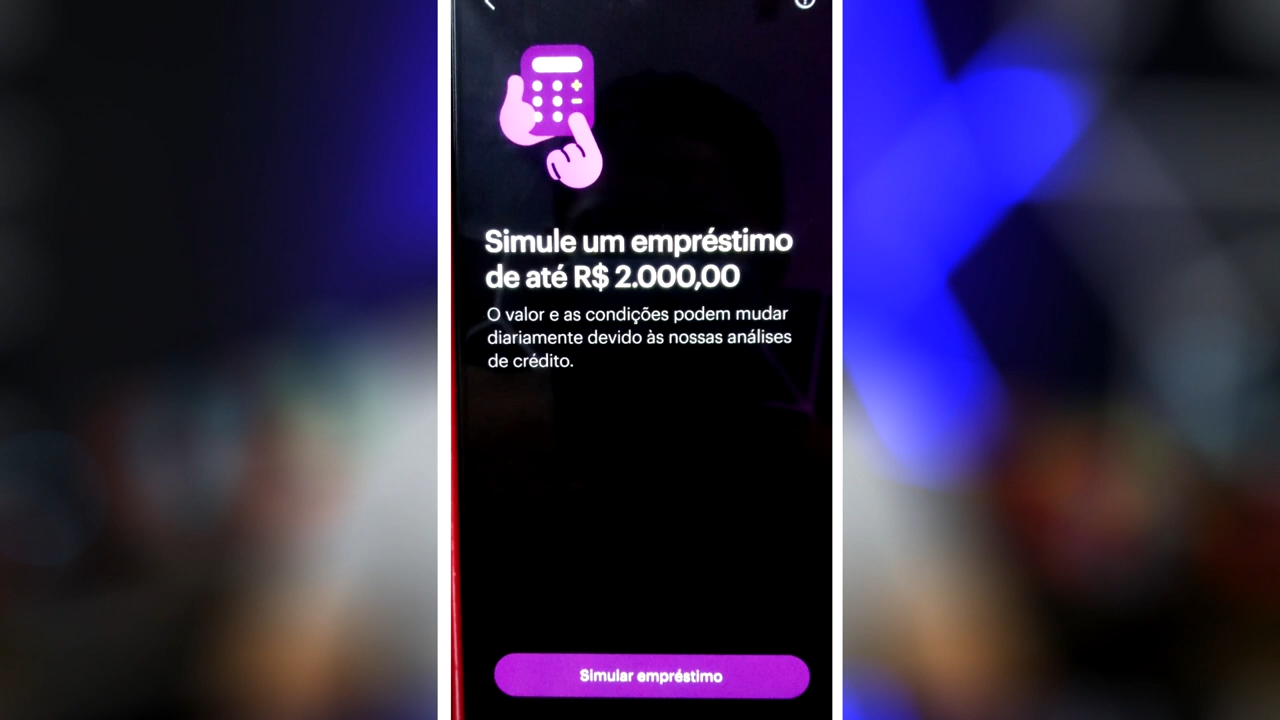 Simule um empréstimo
de até R$ 2.000,00
O valor e as condições podem mudar
diariamente devido às nossas análises
de crédito.
Simular empréstimo